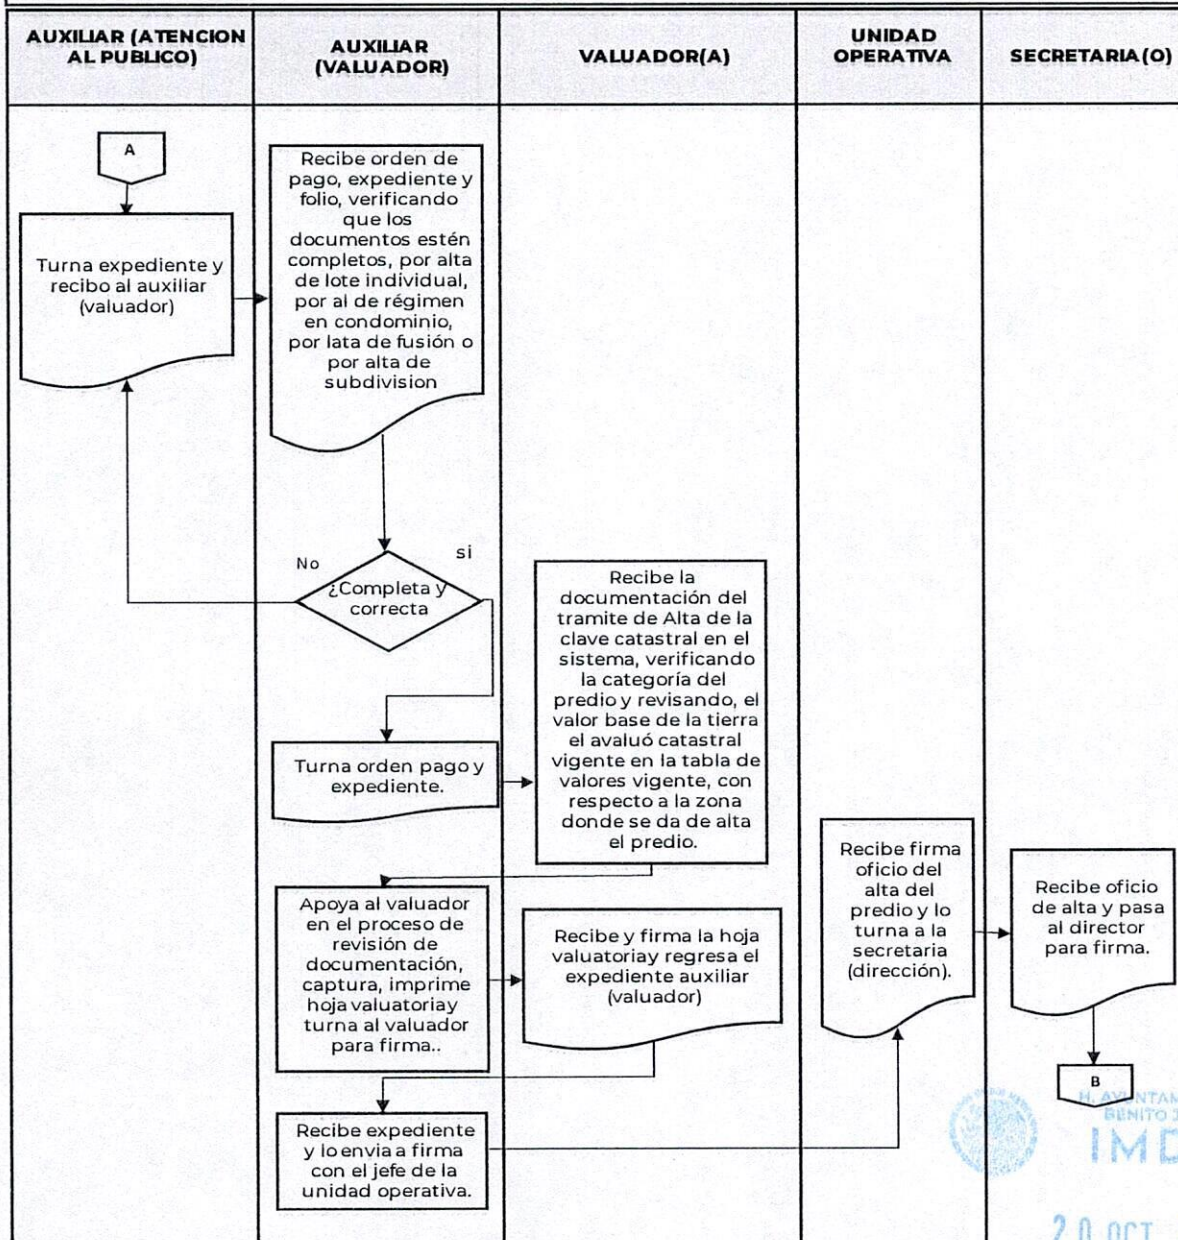 AUXILIAR (ATENCION
AL PUBLICO)
AUXILIAR
(VALUADOR)
VALUADOR(A)
UNIDAD
OPERATIVA
SECRETARIA(O)
A
Turna expediente y
recibo al auxiliar
(valuador)
Recibe orden de
pago, expediente y
folio, verificando
que los
documentos estén
completos, por alta
de lote individual,
por al de régimen
en condominio,
por lata de fusión o
por alta de
subdivision
No
si
¿Completa y
correcta
Turna orden pago y
expediente.
Recibe la
documentación del
tramite de Alta de la
clave catastral en el
sistema, verificando
la categoría del
predio y revisando, el
valor base de la tierra
el avaluó catastral
vigente en la tabla de
valores vigente, con
respecto a la zona
donde se da de alta
el predio.
Apoya al valuador
en el proceso de
revisión de
documentación,
captura, imprime
hoja valuatoriay
turna al valuador
para firma..
Recibe y firma la hoja
valuatoriay regresa el
expediente auxiliar
(valuador)
Recibe expediente
y lo envia a firma
con el jefe de la
unidad operativa.
Recibe firma
oficio del
alta del
predio y lo
turna a la
secretaria
(dirección).
Recibe oficio
de alta y pasa
al director
para firma.
B
H. AYUNTAM
BENITO J
IMD
20 OCT